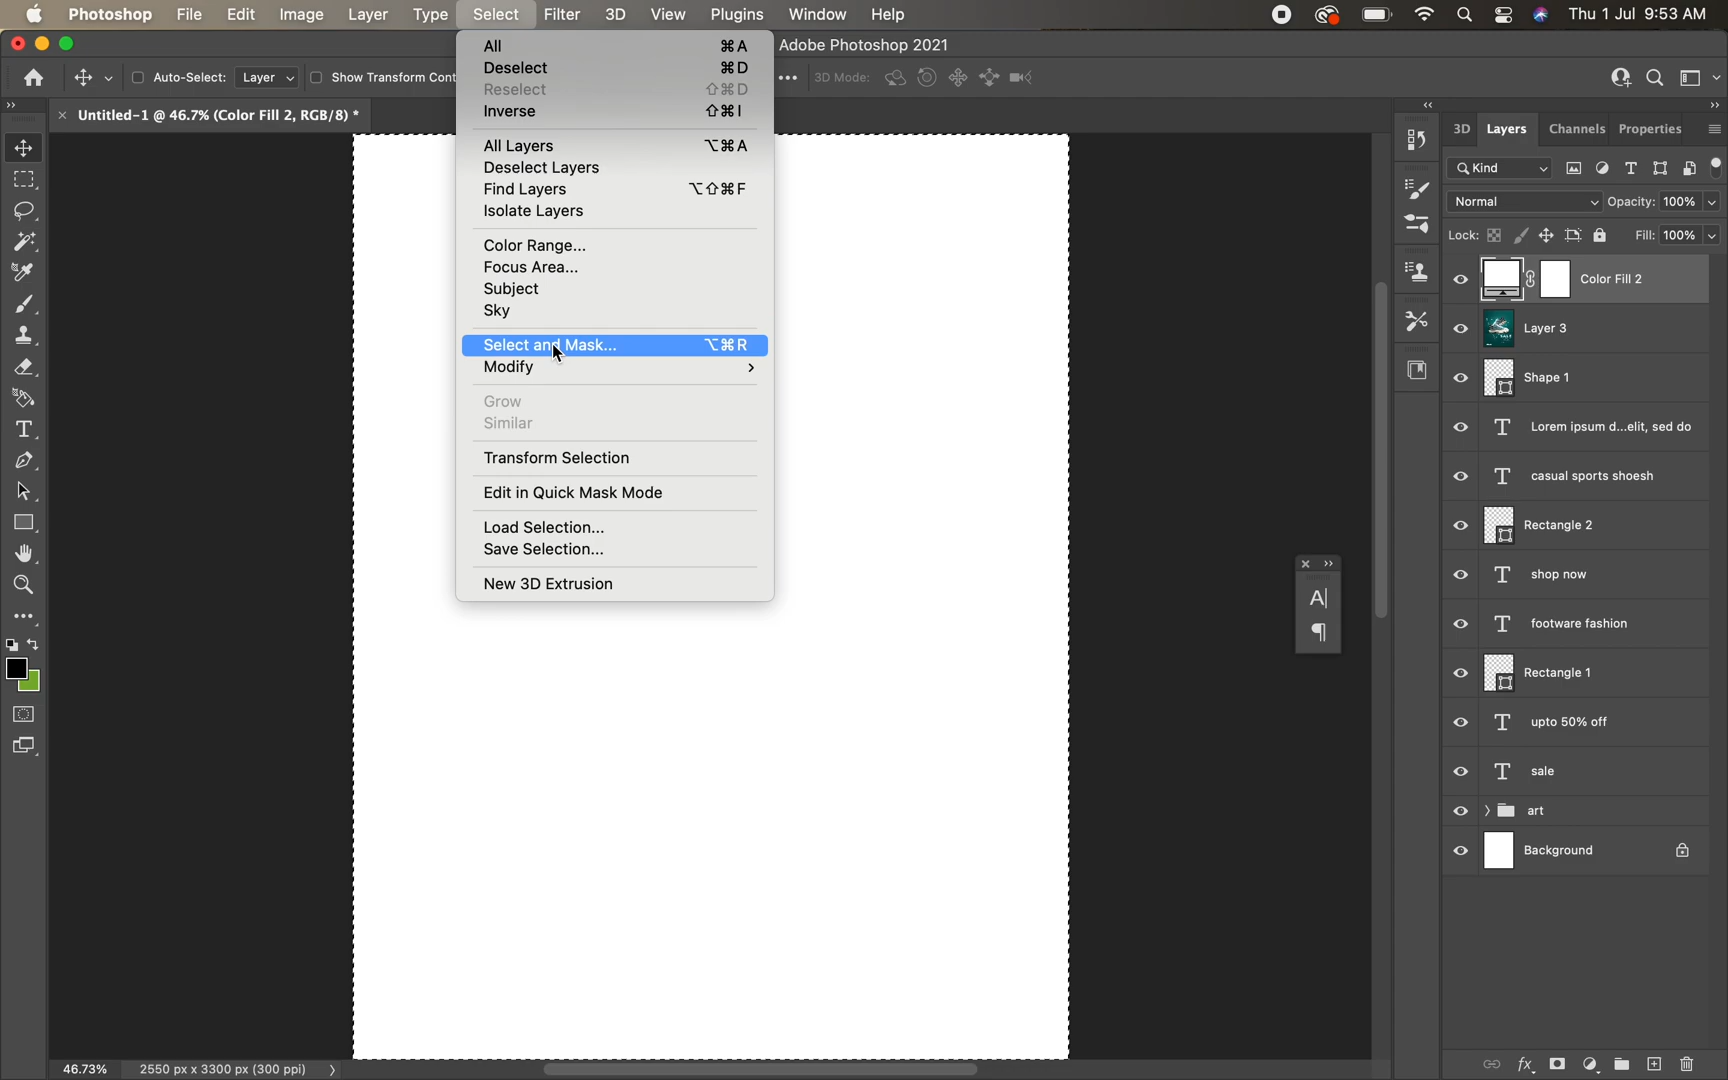 Photoshop File Edit Image Layer Type Select Filter 3D View Plugins Window Help Thu 1 Jul 9:53 AM
Adobe Photoshop 2021
Auto-Select: Layer Show Transform Cont 3D Mode:
Untitled-1 @ 46.7% (Color Fill 2, RGB/8) *
All ⌘A
Deselect ⌘D
Reselect ⇧⌘D
Inverse ⇧⌘I
All Layers ⌥⌘A
Deselect Layers
Find Layers ⌥⇧⌘F
Isolate Layers
Color Range...
Focus Area...
Subject
Sky
Select and Mask... ⌥⌘R
Modify
Grow
Similar
Transform Selection
Edit in Quick Mask Mode
Load Selection...
Save Selection...
New 3D Extrusion
3D Layers Channels Properties
Kind
Normal Opacity: 100%
Lock: Fill: 100%
Color Fill 2
Layer 3
Shape 1
Lorem ipsum d...elit, sed do
casual sports shoesh
Rectangle 2
shop now
footware fashion
Rectangle 1
upto 50% off
sale
art
Background
46.73% 2550 px x 3300 px (300 ppi)